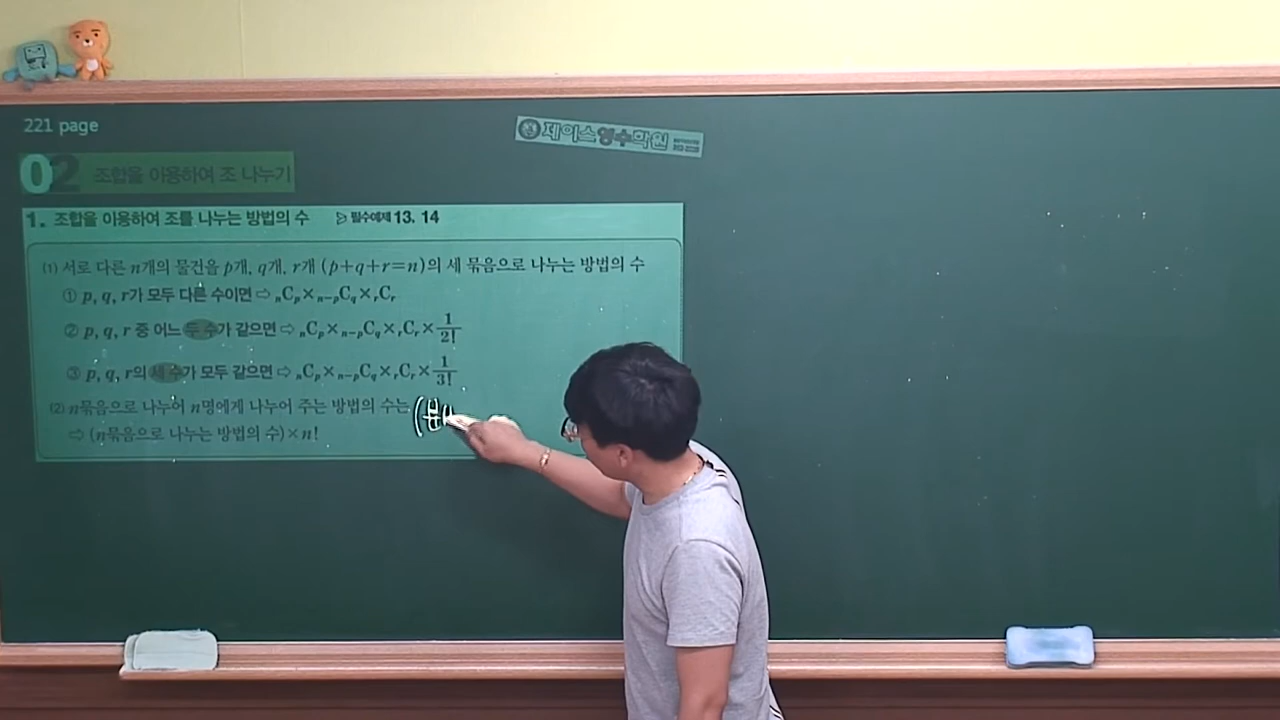 221 page
제이스영수학원
02 조합을 이용하여 조 나누기
1. 조합을 이용하여 조를 나누는 방법의 수 ▷ 필수예제 13, 14
(1) 서로 다른 n개의 물건을 p개, q개, r개 (p+q+r=n)의 세 묶음으로 나누는 방법의 수
① p, q, r가 모두 다른 수이면 ⇨ ₙCₚ×ₙ₋ₚC_q×ᵣCᵣ
② p, q, r 중 어느 두 수가 같으면 ⇨ ₙCₚ×ₙ₋ₚC_q×ᵣCᵣ×1/2!
③ p, q, r의 세 수가 모두 같으면 ⇨ ₙCₚ×ₙ₋ₚC_q×ᵣCᵣ×1/3!
(2) n묶음으로 나누어 n명에게 나누어 주는 방법의 수는
⇨ (n묶음으로 나누는 방법의 수)×n!